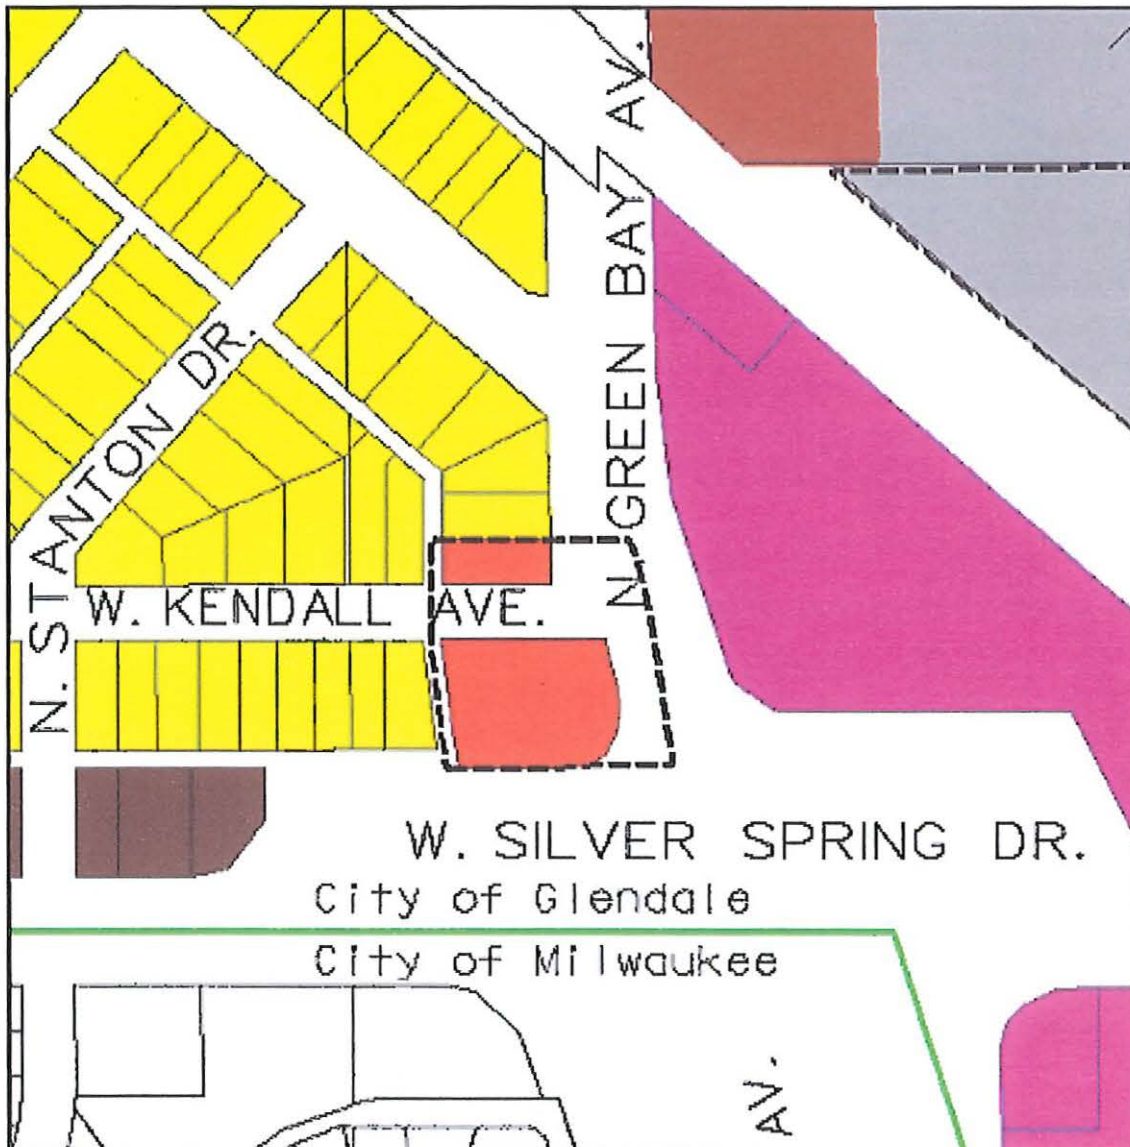 N. STANTON DR.
N GREEN BAY AV.
W. KENDALL AVE.
W. SILVER SPRING DR.
City of Glendale
City of Milwaukee
AV.